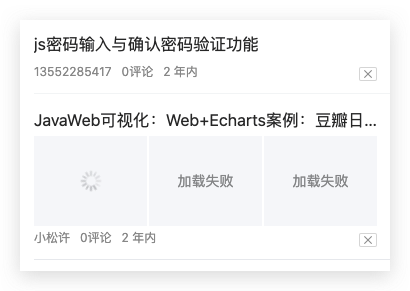 js密码输入与确认密码验证功能
13552285417 0评论 2 年内
JavaWeb可视化：Web+Echarts案例：豆瓣日...
加载失败 加载失败
小松许 0评论 2 年内